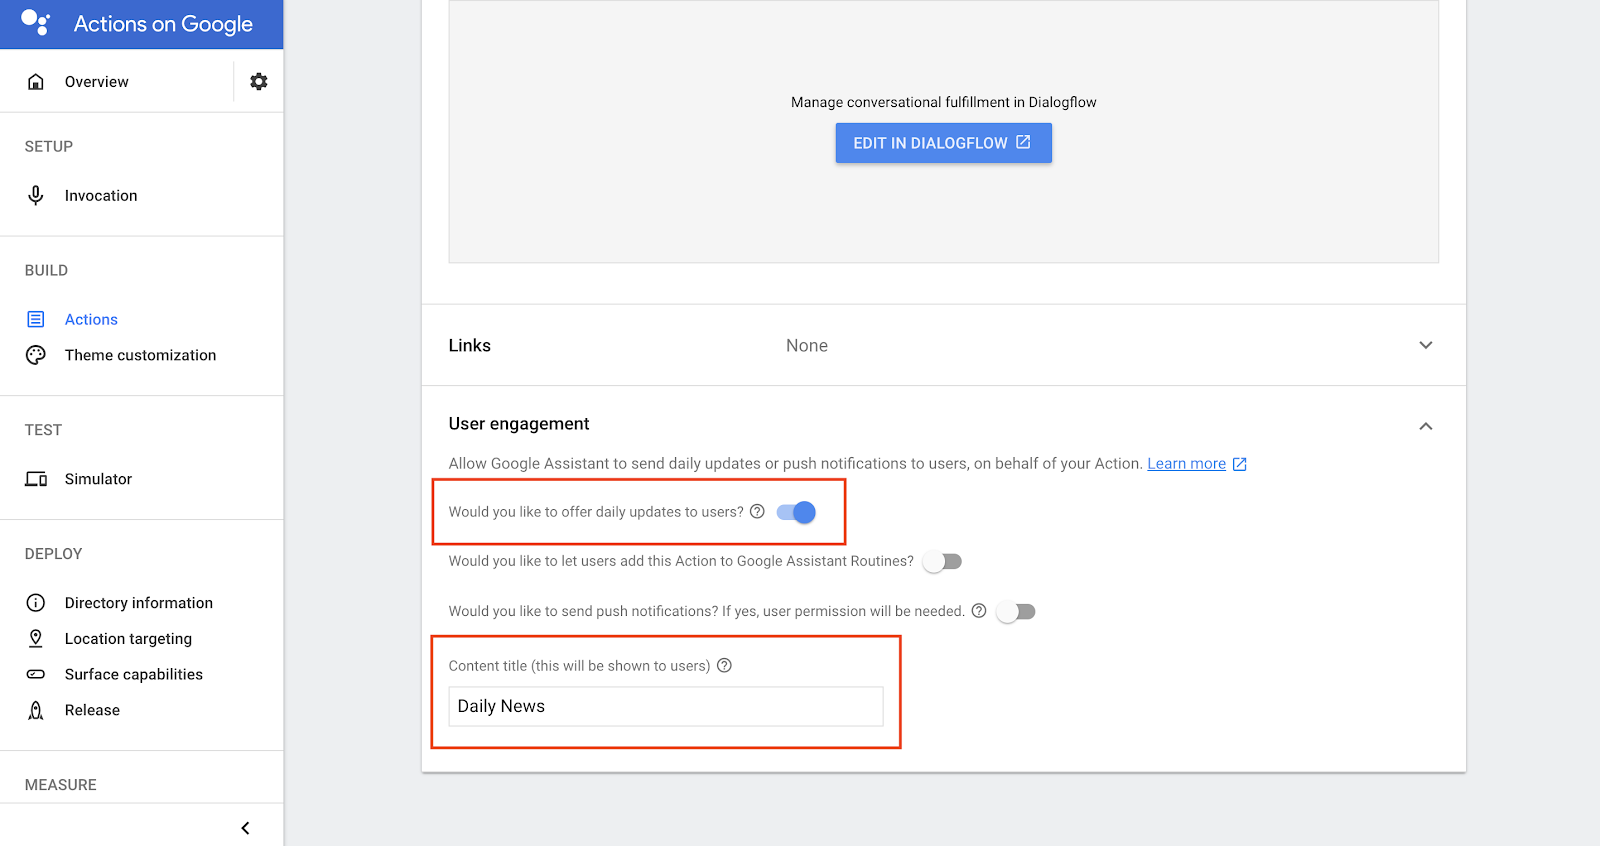 Actions on Google
Overview
SETUP
Invocation
BUILD
Actions
Theme customization
TEST
Simulator
DEPLOY
Directory information
Location targeting
Surface capabilities
Release
MEASURE
Manage conversational fulfillment in Dialogflow
EDIT IN DIALOGFLOW
Links None
User engagement
Allow Google Assistant to send daily updates or push notifications to users, on behalf of your Action. Learn more
Would you like to offer daily updates to users?
Would you like to let users add this Action to Google Assistant Routines?
Would you like to send push notifications? If yes, user permission will be needed.
Content title (this will be shown to users)
Daily News